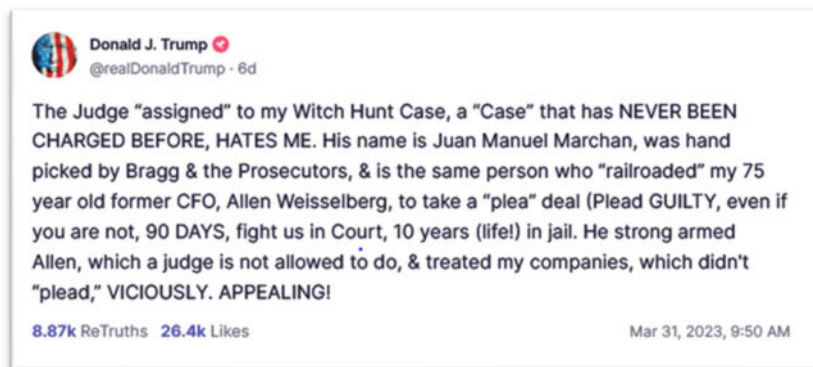 Donald J. Trump
@realDonaldTrump · 6d
The Judge “assigned” to my Witch Hunt Case, a “Case” that has NEVER BEEN
CHARGED BEFORE, HATES ME. His name is Juan Manuel Marchan, was hand
picked by Bragg & the Prosecutors, & is the same person who “railroaded” my 75
year old former CFO, Allen Weisselberg, to take a “plea” deal (Plead GUILTY, even if
you are not, 90 DAYS, fight us in Court, 10 years (life!) in jail. He strong armed
Allen, which a judge is not allowed to do, & treated my companies, which didn't
“plead,” VICIOUSLY. APPEALING!
8.87k ReTruths 26.4k Likes Mar 31, 2023, 9:50 AM